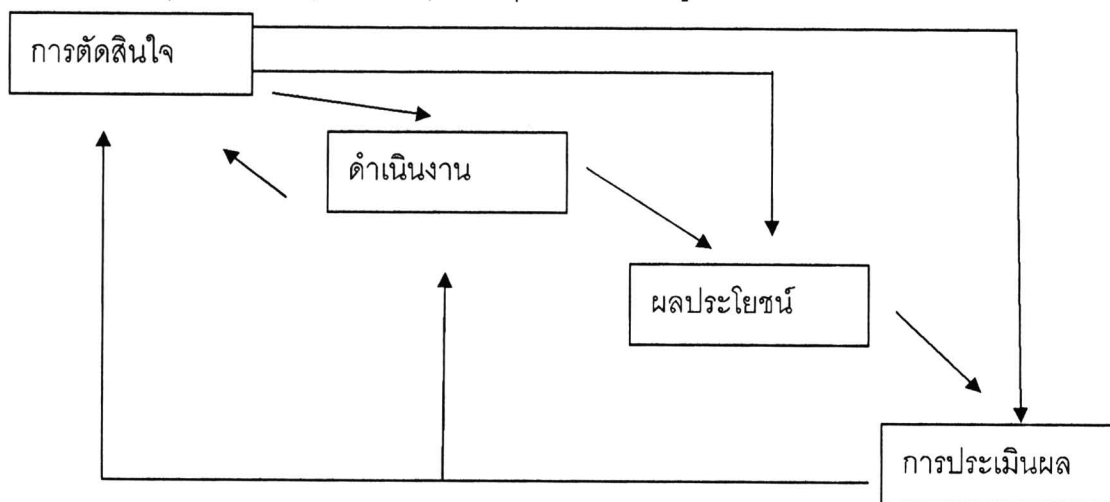 การตัดสินใจ
ดำเนินงาน
ผลประโยชน์
การประเมินผล